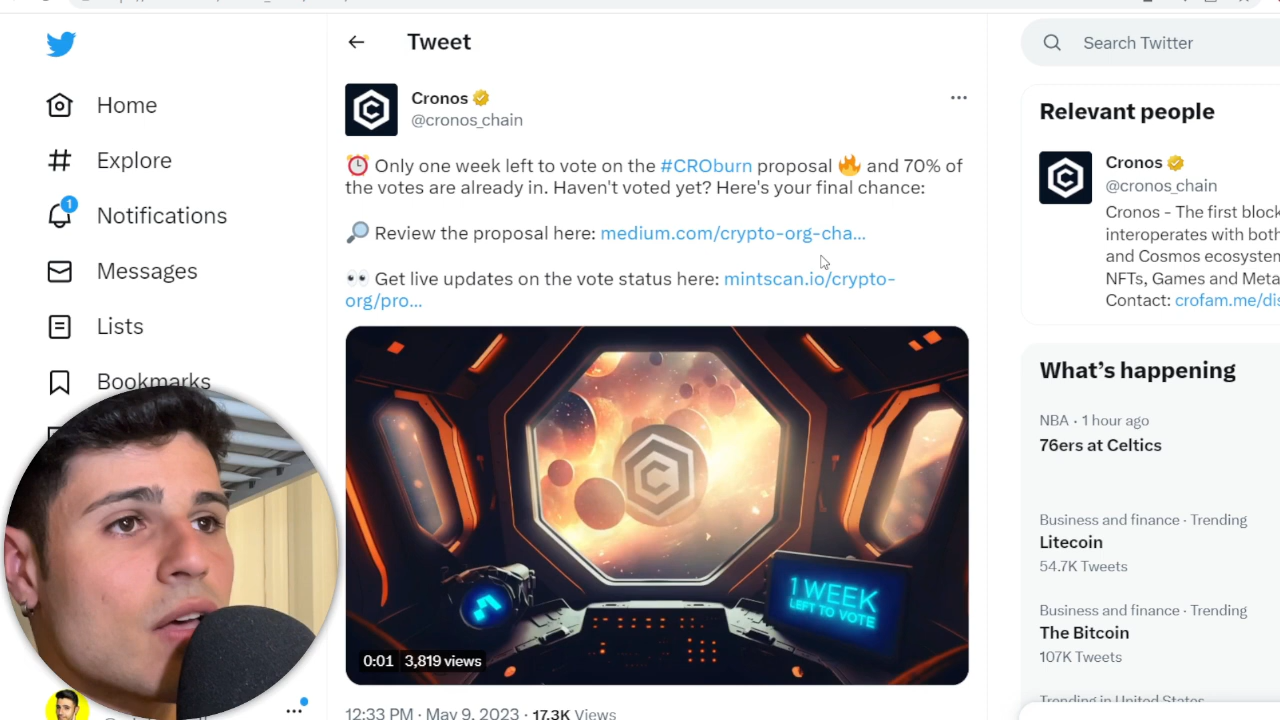 Home
Explore
1
Notifications
Messages
Lists
Bookmarks
Tweet
Cronos
@cronos_chain
Only one week left to vote on the #CROburn proposal 🔥 and 70% of
the votes are already in. Haven't voted yet? Here's your final chance:
🔎 Review the proposal here: medium.com/crypto-org-cha...
👀 Get live updates on the vote status here: mintscan.io/crypto-
org/pro...
1 WEEK
LEFT TO VOTE
0:01 3,819 views
12:33 PM · May 9, 2023 · 17.3K Views
Search Twitter
Relevant people
Cronos
@cronos_chain
Cronos - The first block
interoperates with both
and Cosmos ecosystem
NFTs, Games and Meta
Contact: crofam.me/dis
What's happening
NBA · 1 hour ago
76ers at Celtics
Business and finance · Trending
Litecoin
54.7K Tweets
Business and finance · Trending
The Bitcoin
107K Tweets
Trending in United States